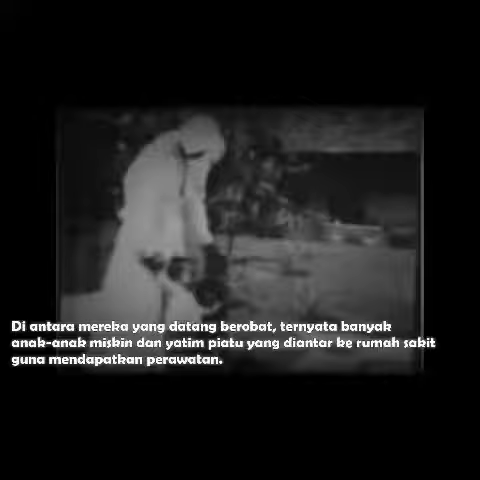 Di antara mereka yang datang berobat, ternyata banyak
anak-anak miskin dan yatim piatu yang diantar ke rumah sakit
guna mendapatkan perawatan.